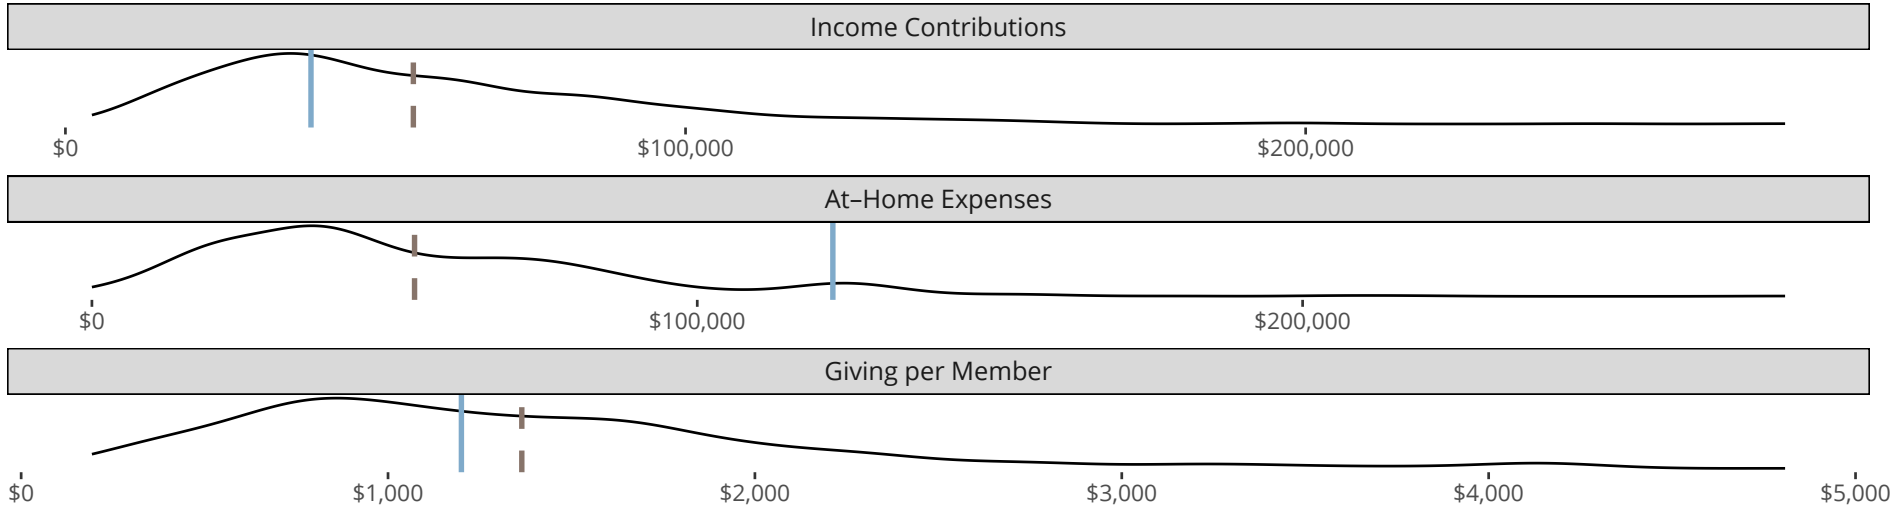 Income Contributions
$0 $100,000 $200,000
At–Home Expenses
$0 $100,000 $200,000
Giving per Member
$0 $1,000 $2,000 $3,000 $4,000 $5,000